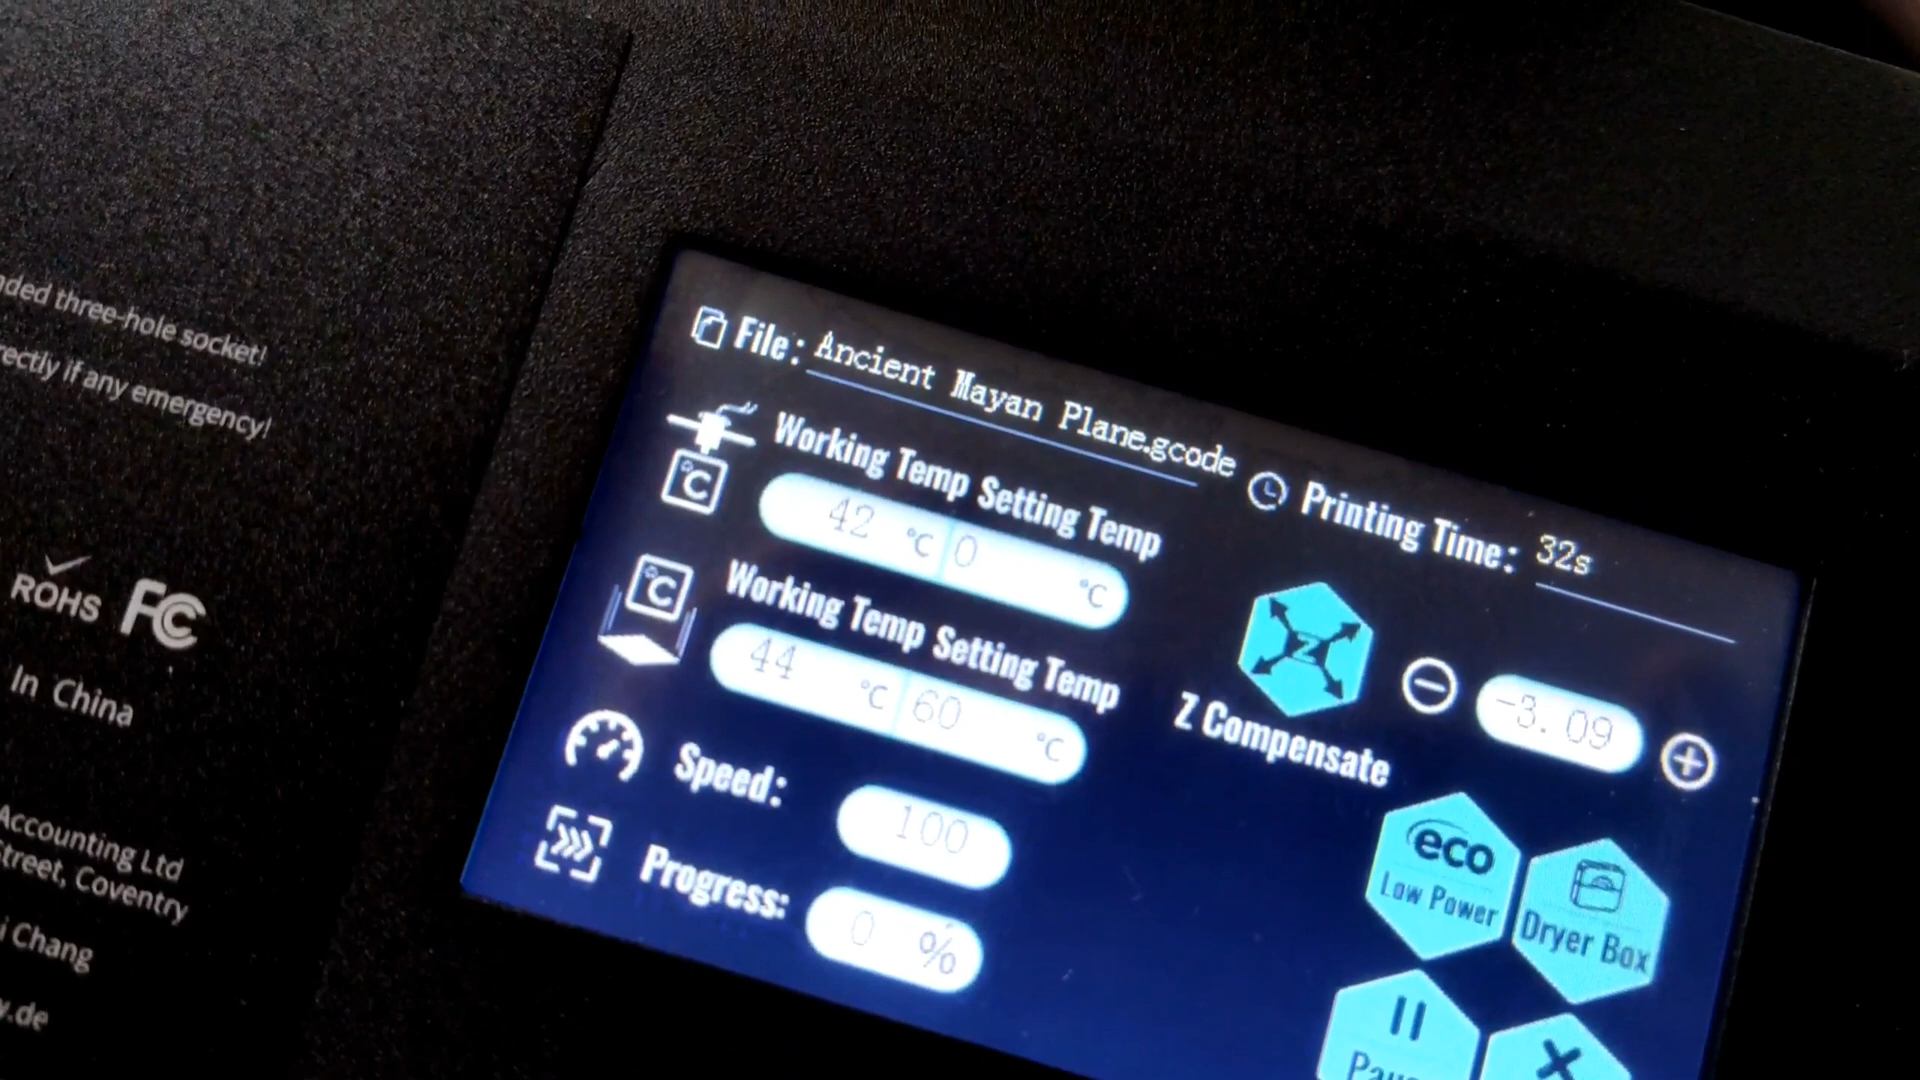 nded three-hole socket!
rectly if any emergency!
ROHS FC
In China
Accounting Ltd
Street, Coventry
i Chang
y.de
File: Ancient Mayan Plane.gcode
Printing Time: 32s
Working Temp Setting Temp
°C 42 °C 0 °C
Working Temp Setting Temp
°C 44 °C 60 °C
Z
Z Compensate -3.09
Speed: 100
Progress: 0 %
eco
Low Power
Dryer Box